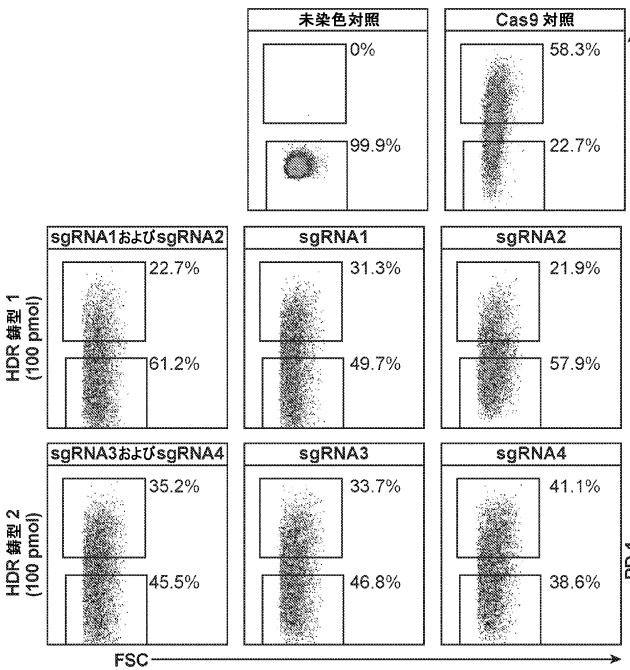 未染色対照
Cas9 対照
0%
58.3%
99.9%
22.7%
HDR 鋳型 1
(100 pmol)
sgRNA1およびsgRNA2
sgRNA1
sgRNA2
22.7%
31.3%
21.9%
61.2%
49.7%
57.9%
HDR 鋳型 2
(100 pmol)
sgRNA3およびsgRNA4
sgRNA3
sgRNA4
35.2%
33.7%
41.1%
45.5%
46.8%
38.6%
FSC